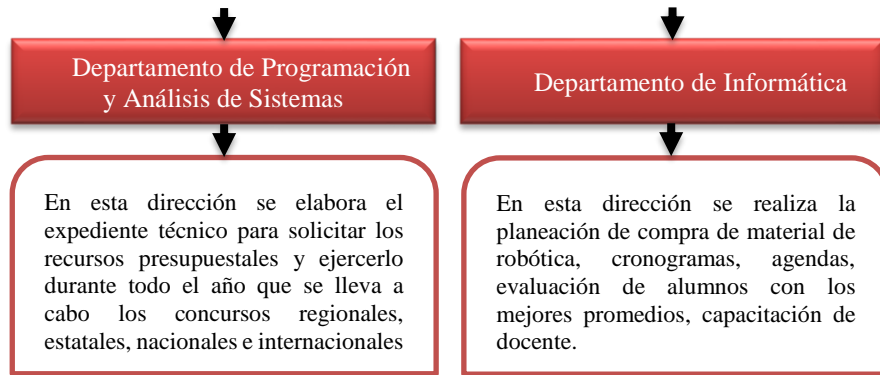 Departamento de Programación
y Análisis de Sistemas
Departamento de Informática
En esta dirección se elabora el
expediente técnico para solicitar los
recursos presupuestales y ejercerlo
durante todo el año que se lleva a
cabo los concursos regionales,
estatales, nacionales e internacionales
En esta dirección se realiza la
planeación de compra de material de
robótica, cronogramas, agendas,
evaluación de alumnos con los
mejores promedios, capacitación de
docente.